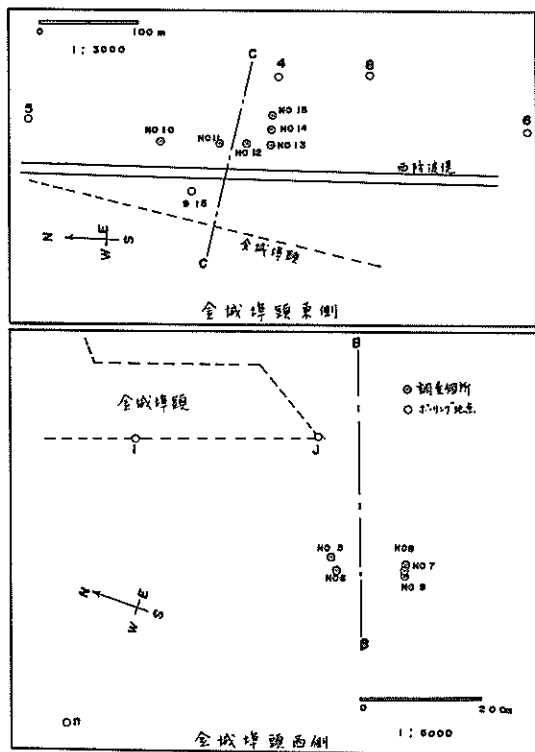 0 100 m
1 : 3000
C
4
8
3
6
NO 15
NO 14
NO 10
NO 11
NO 12
NO 13
西防波堤
9 15
N
E
S
W
C
金城埠頭
金城埠頭東側
B
金城埠頭
◎調査個所
○ボーリング地点
I
J
NO 5
NO 6
NO 8
NO 7
NO 9
N
E
S
W
B
0 200m
1 : 5000
金城埠頭西側